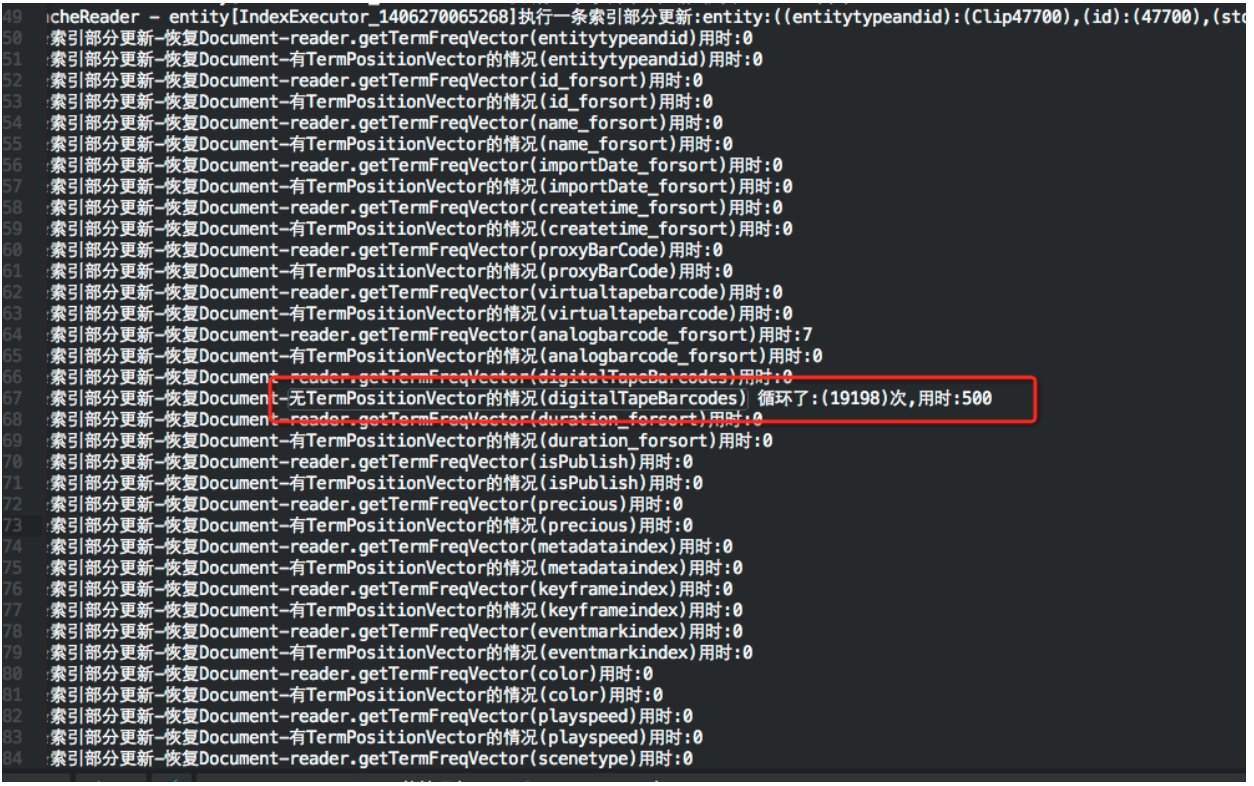 49 ıcheReader – entity[IndexExecutor_1406270065268]执行一条索引部分更新:entity:((entitytypeandid):(Clip47700),(id):(47700),(sto
50 索引部分更新–恢复Document–reader.getTermFreqVector(entitytypeandid)用时:0
51 索引部分更新–恢复Document–有TermPositionVector的情况(entitytypeandid)用时:0
52 索引部分更新–恢复Document–reader.getTermFreqVector(id_forsort)用时:0
53 索引部分更新–恢复Document–有TermPositionVector的情况(id_forsort)用时:0
54 索引部分更新–恢复Document–reader.getTermFreqVector(name_forsort)用时:0
55 索引部分更新–恢复Document–有TermPositionVector的情况(name_forsort)用时:0
56 索引部分更新–恢复Document–reader.getTermFreqVector(importDate_forsort)用时:0
57 索引部分更新–恢复Document–有TermPositionVector的情况(importDate_forsort)用时:0
58 索引部分更新–恢复Document–reader.getTermFreqVector(createtime_forsort)用时:0
59 索引部分更新–恢复Document–有TermPositionVector的情况(createtime_forsort)用时:0
60 索引部分更新–恢复Document–reader.getTermFreqVector(proxyBarCode)用时:0
61 索引部分更新–恢复Document–有TermPositionVector的情况(proxyBarCode)用时:0
62 索引部分更新–恢复Document–reader.getTermFreqVector(virtualtapebarcode)用时:0
63 索引部分更新–恢复Document–有TermPositionVector的情况(virtualtapebarcode)用时:0
64 索引部分更新–恢复Document–reader.getTermFreqVector(analogbarcode_forsort)用时:7
65 索引部分更新–恢复Document–有TermPositionVector的情况(analogbarcode_forsort)用时:0
66 索引部分更新–恢复Document–reader.getTermFreqVector(digitalTapeBarcodes)用时:0
67 索引部分更新–恢复Document–无TermPositionVector的情况(digitalTapeBarcodes) 循环了:(19198)次,用时:500
68 索引部分更新–恢复Document–reader.getTermFreqVector(duration_forsort)用时:0
69 索引部分更新–恢复Document–有TermPositionVector的情况(duration_forsort)用时:0
70 索引部分更新–恢复Document–reader.getTermFreqVector(isPublish)用时:0
71 索引部分更新–恢复Document–有TermPositionVector的情况(isPublish)用时:0
72 索引部分更新–恢复Document–reader.getTermFreqVector(precious)用时:0
73 索引部分更新–恢复Document–有TermPositionVector的情况(precious)用时:0
74 索引部分更新–恢复Document–reader.getTermFreqVector(metadataindex)用时:0
75 索引部分更新–恢复Document–有TermPositionVector的情况(metadataindex)用时:0
76 索引部分更新–恢复Document–reader.getTermFreqVector(keyframeindex)用时:0
77 索引部分更新–恢复Document–有TermPositionVector的情况(keyframeindex)用时:0
78 索引部分更新–恢复Document–reader.getTermFreqVector(eventmarkindex)用时:0
79 索引部分更新–恢复Document–有TermPositionVector的情况(eventmarkindex)用时:0
80 索引部分更新–恢复Document–reader.getTermFreqVector(color)用时:0
81 索引部分更新–恢复Document–有TermPositionVector的情况(color)用时:0
82 索引部分更新–恢复Document–reader.getTermFreqVector(playspeed)用时:0
83 索引部分更新–恢复Document–有TermPositionVector的情况(playspeed)用时:0
84 索引部分更新–恢复Document–reader.getTermFreqVector(scenetype)用时:0